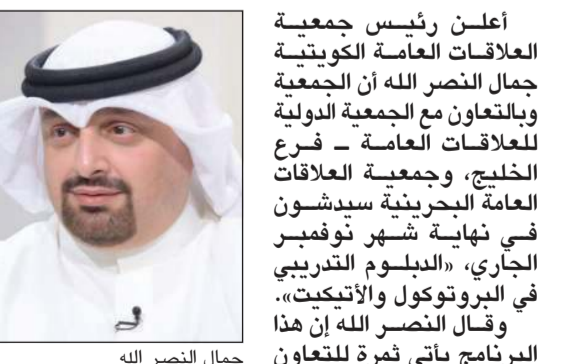 أعلن رئيس جمعية
العلاقات العامة الكويتية
جمال النصر الله أن الجمعية
وبالتعاون مع الجمعية الدولية
للعلاقات العامة ــ فرع
الخليج، وجمعية العلاقات
العامة البحرينية سيدشون
في نهاية شهر نوفمبر
الجاري، «الدبلوم التدريبي
في البروتوكول والأتيكيت».
وقال النصر الله إن هذا
البرنامج يأتي ثمرة للتعاون
جمال النصر الله